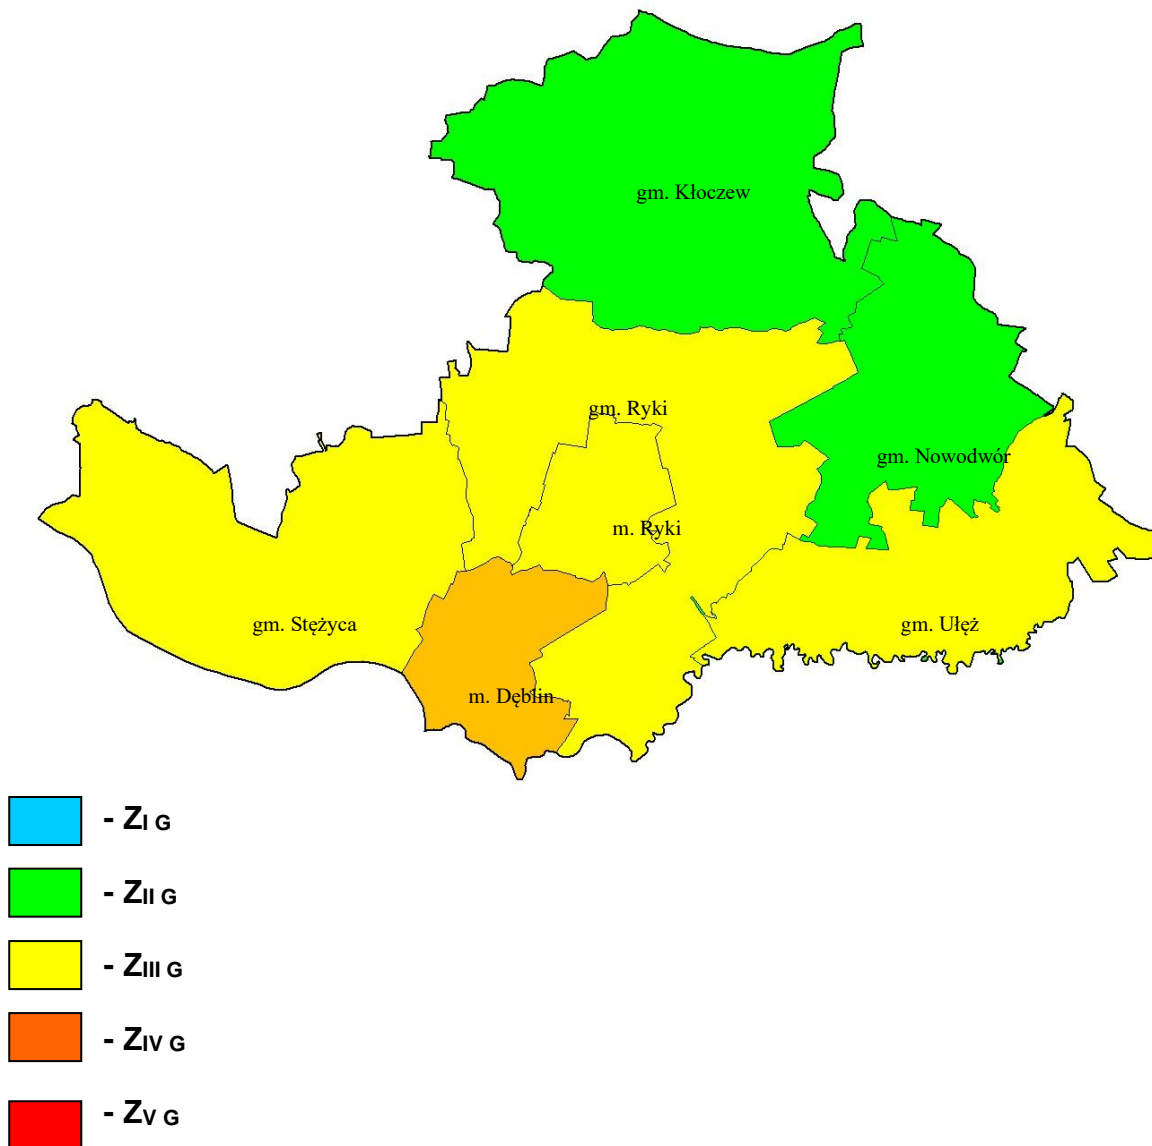 gm. Kłoczew
gm. Ryki
gm. Nowodwór
m. Ryki
gm. Stężyca
gm. Ułęż
m. Dęblin
- ZI G
- ZII G
- ZIII G
- ZIV G
- ZV G